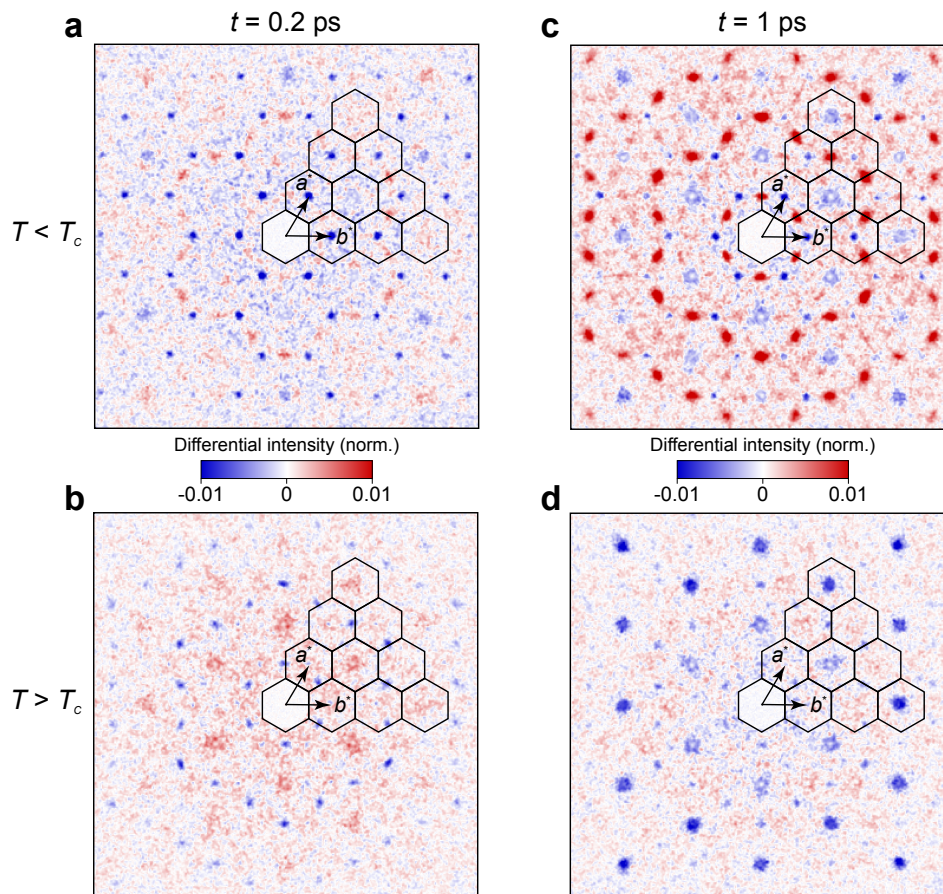 t = 0.2 ps
t = 1 ps
a
c
T < Tc
a*
b*
a*
b*
Differential intensity (norm.)
-0.01 0 0.01
Differential intensity (norm.)
-0.01 0 0.01
b
d
T > Tc
a*
b*
a*
b*